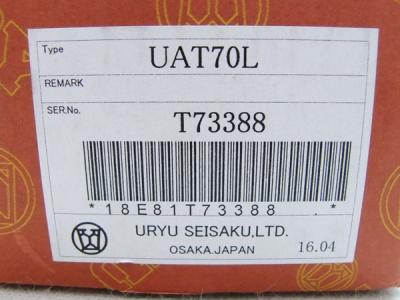 Type UAT70L
REMARK
SER.No. T73388
*18E81T73388 .*
URYU SEISAKU,LTD.
OSAKA.JAPAN 16.04